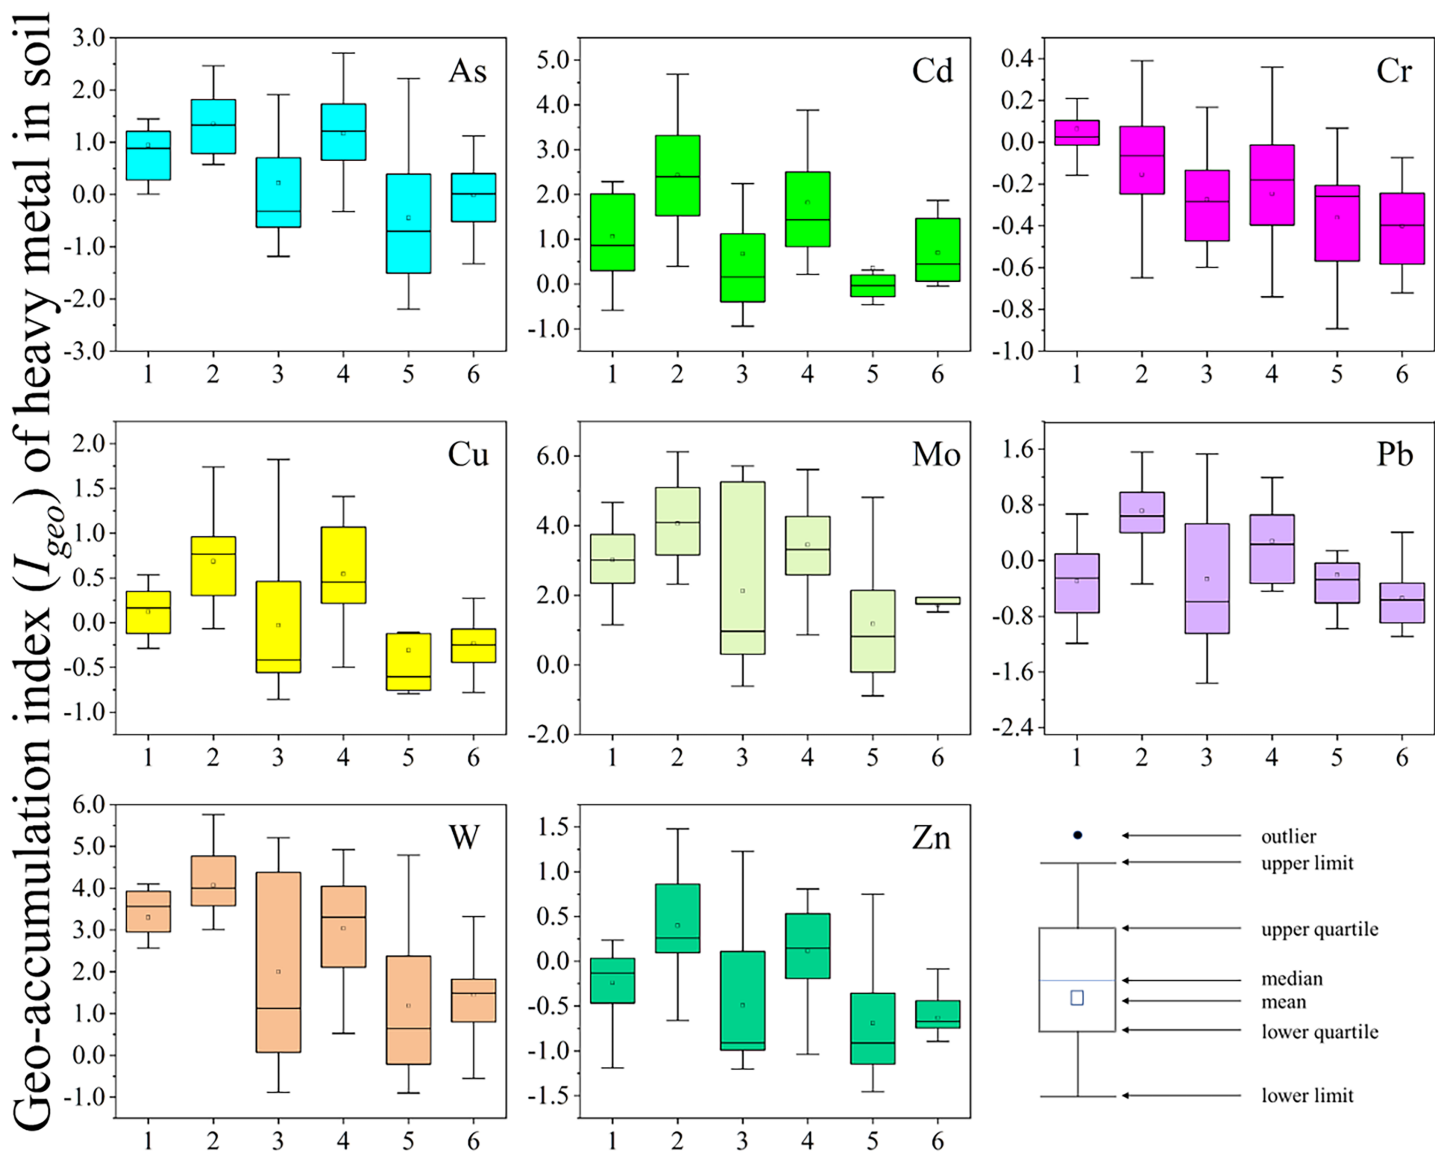 Geo-accumulation index (Igeo) of heavy metal in soil
As
3.0
2.0
1.0
0.0
-1.0
-2.0
-3.0
1 2 3 4 5 6
Cd
5.0
4.0
3.0
2.0
1.0
0.0
-1.0
1 2 3 4 5 6
Cr
0.4
0.2
0.0
-0.2
-0.4
-0.6
-0.8
-1.0
1 2 3 4 5 6
Cu
2.0
1.5
1.0
0.5
0.0
-0.5
-1.0
1 2 3 4 5 6
Mo
6.0
4.0
2.0
0.0
-2.0
1 2 3 4 5 6
Pb
1.6
0.8
0.0
-0.8
-1.6
-2.4
1 2 3 4 5 6
W
6.0
5.0
4.0
3.0
2.0
1.0
0.0
-1.0
1 2 3 4 5 6
Zn
1.5
1.0
0.5
0.0
-0.5
-1.0
-1.5
1 2 3 4 5 6
outlier
upper limit
upper quartile
median
mean
lower quartile
lower limit